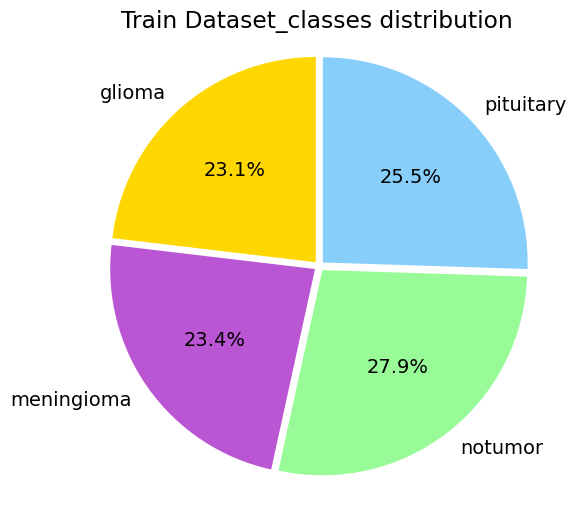 Train Dataset_classes distribution
glioma
pituitary
23.1%
25.5%
23.4%
27.9%
meningioma
notumor